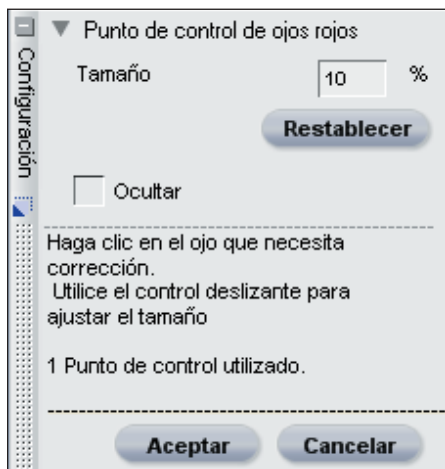 Configuración
Punto de control de ojos rojos
Tamaño 10 %
Restablecer
Ocultar
Haga clic en el ojo que necesita
corrección.
Utilice el control deslizante para
ajustar el tamaño
1 Punto de control utilizado.
Aceptar Cancelar